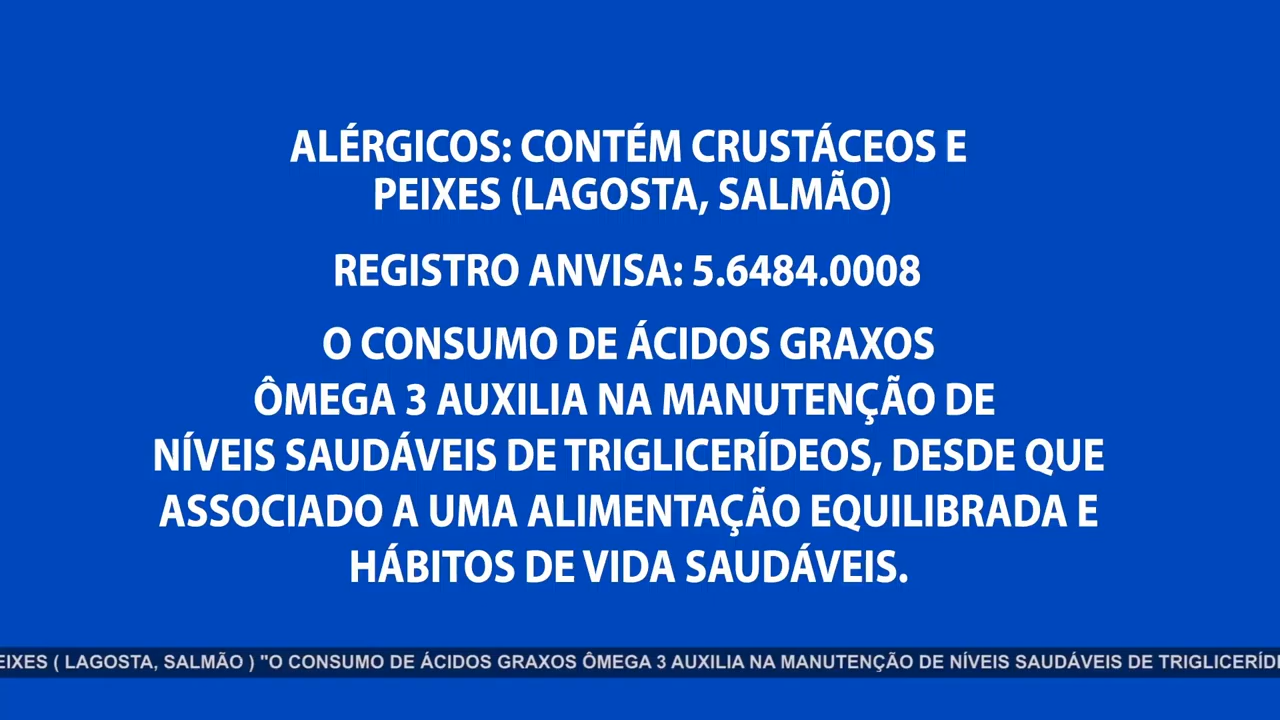 ALÉRGICOS: CONTÉM CRUSTÁCEOS E
PEIXES (LAGOSTA, SALMÃO)
REGISTRO ANVISA: 5.6484.0008
O CONSUMO DE ÁCIDOS GRAXOS
ÔMEGA 3 AUXILIA NA MANUTENÇÃO DE
NÍVEIS SAUDÁVEIS DE TRIGLICERÍDEOS, DESDE QUE
ASSOCIADO A UMA ALIMENTAÇÃO EQUILIBRADA E
HÁBITOS DE VIDA SAUDÁVEIS.
EIXES ( LAGOSTA, SALMÃO ) "O CONSUMO DE ÁCIDOS GRAXOS ÔMEGA 3 AUXILIA NA MANUTENÇÃO DE NÍVEIS SAUDÁVEIS DE TRIGLICERÍD